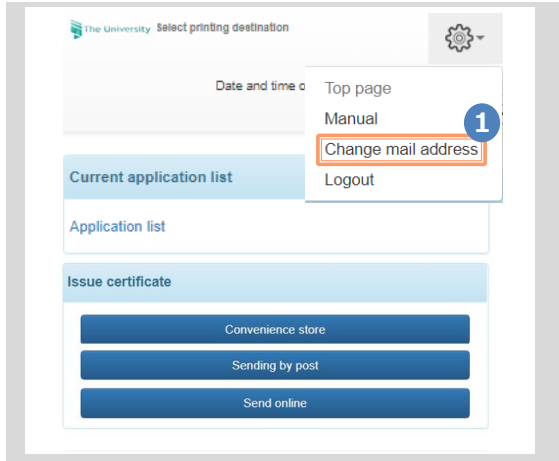 The University Select printing destination
Date and time o
Top page
Manual
1
Change mail address
Logout
Current application list
Application list
Issue certificate
Convenience store
Sending by post
Send online